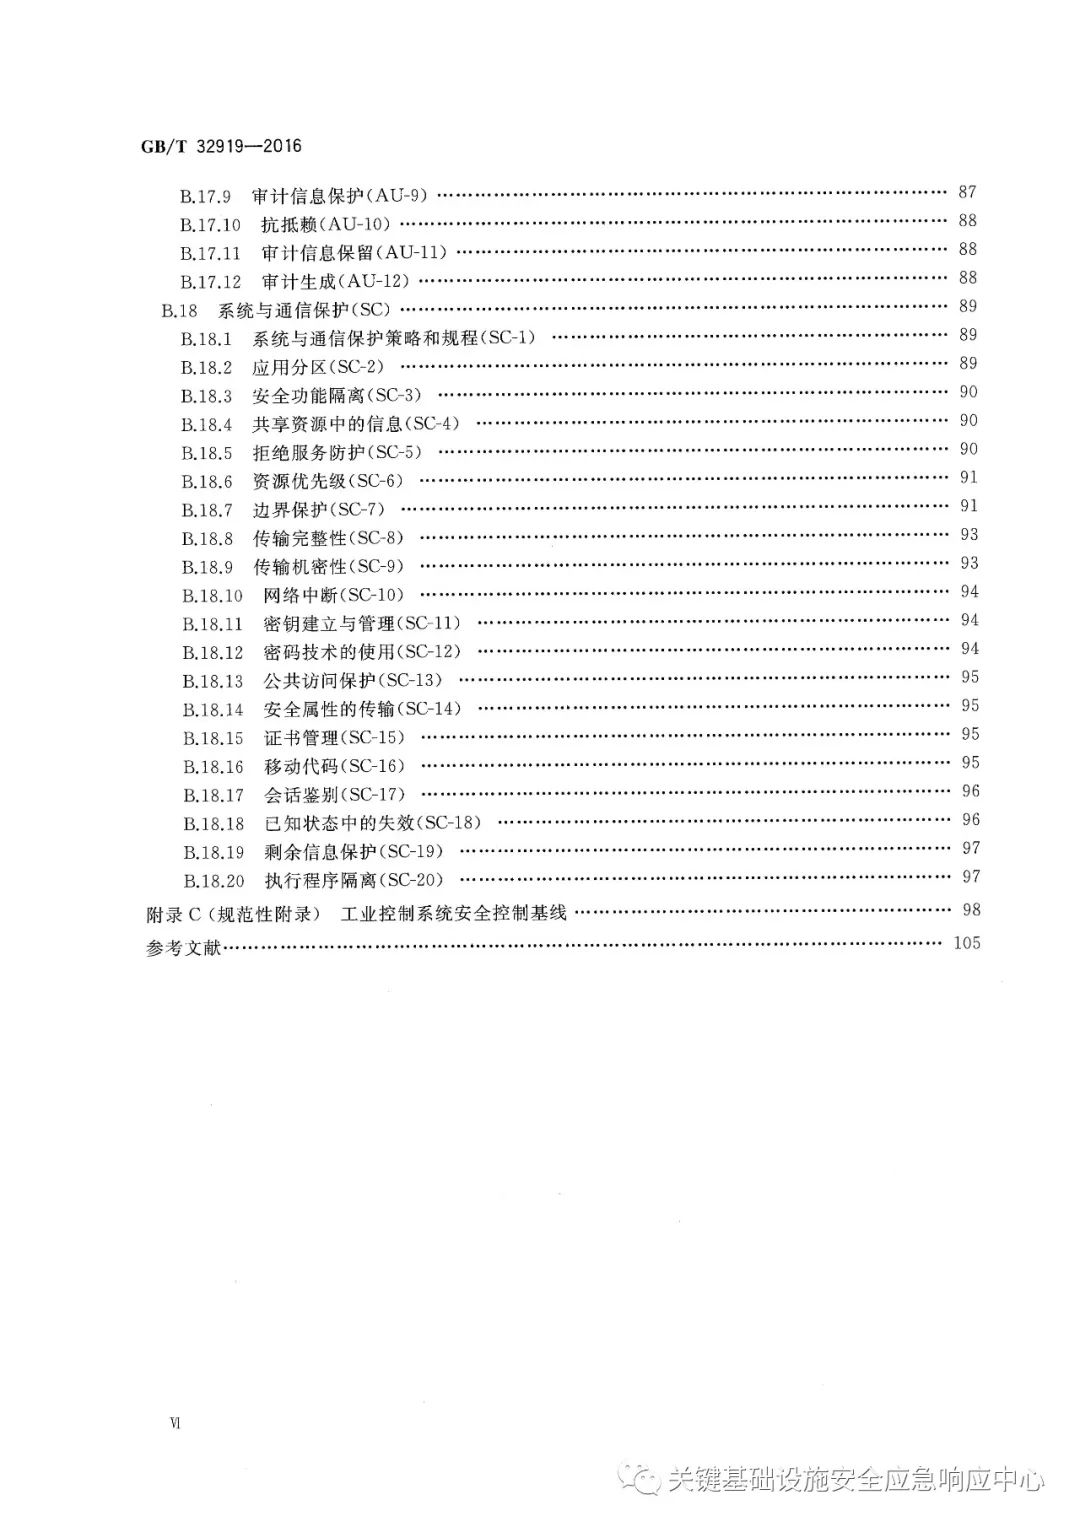 GB/T 32919—2016
B.17.9 审计信息保护(AU-9) …… 87
B.17.10 抗抵赖(AU-10) …… 88
B.17.11 审计信息保留(AU-11) …… 88
B.17.12 审计生成(AU-12) …… 88
B.18 系统与通信保护(SC) …… 89
B.18.1 系统与通信保护策略和规程(SC-1) …… 89
B.18.2 应用分区(SC-2) …… 89
B.18.3 安全功能隔离(SC-3) …… 90
B.18.4 共享资源中的信息(SC-4) …… 90
B.18.5 拒绝服务防护(SC-5) …… 90
B.18.6 资源优先级(SC-6) …… 91
B.18.7 边界保护(SC-7) …… 91
B.18.8 传输完整性(SC-8) …… 93
B.18.9 传输机密性(SC-9) …… 93
B.18.10 网络中断(SC-10) …… 94
B.18.11 密钥建立与管理(SC-11) …… 94
B.18.12 密码技术的使用(SC-12) …… 94
B.18.13 公共访问保护(SC-13) …… 95
B.18.14 安全属性的传输(SC-14) …… 95
B.18.15 证书管理(SC-15) …… 95
B.18.16 移动代码(SC-16) …… 95
B.18.17 会话鉴别(SC-17) …… 96
B.18.18 已知状态中的失效(SC-18) …… 96
B.18.19 剩余信息保护(SC-19) …… 97
B.18.20 执行程序隔离(SC-20) …… 97
附录 C (规范性附录) 工业控制系统安全控制基线 …… 98
参考文献 …… 105
Ⅵ
关键基础设施安全应急响应中心